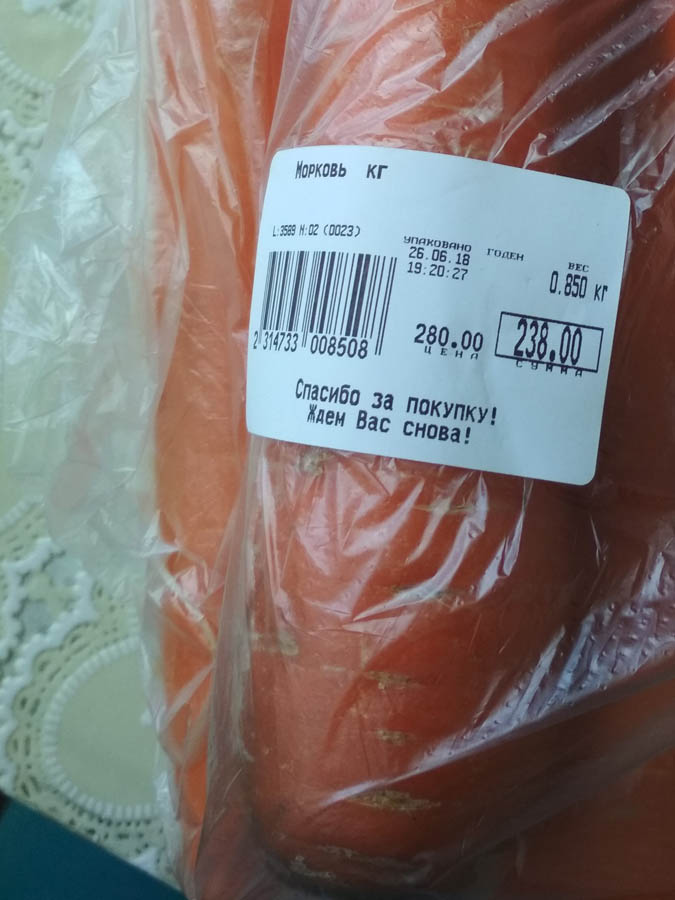 Морковь кг
L:3589 М:02 (0023)
УПАКОВАНО ГОДЕН ВЕС
26.06.18
19:20:27
0.850 кг
280.00 238.00
ЦЕНА СУММА
2 314733 008508
Спасибо за покупку!
Ждем Вас снова!